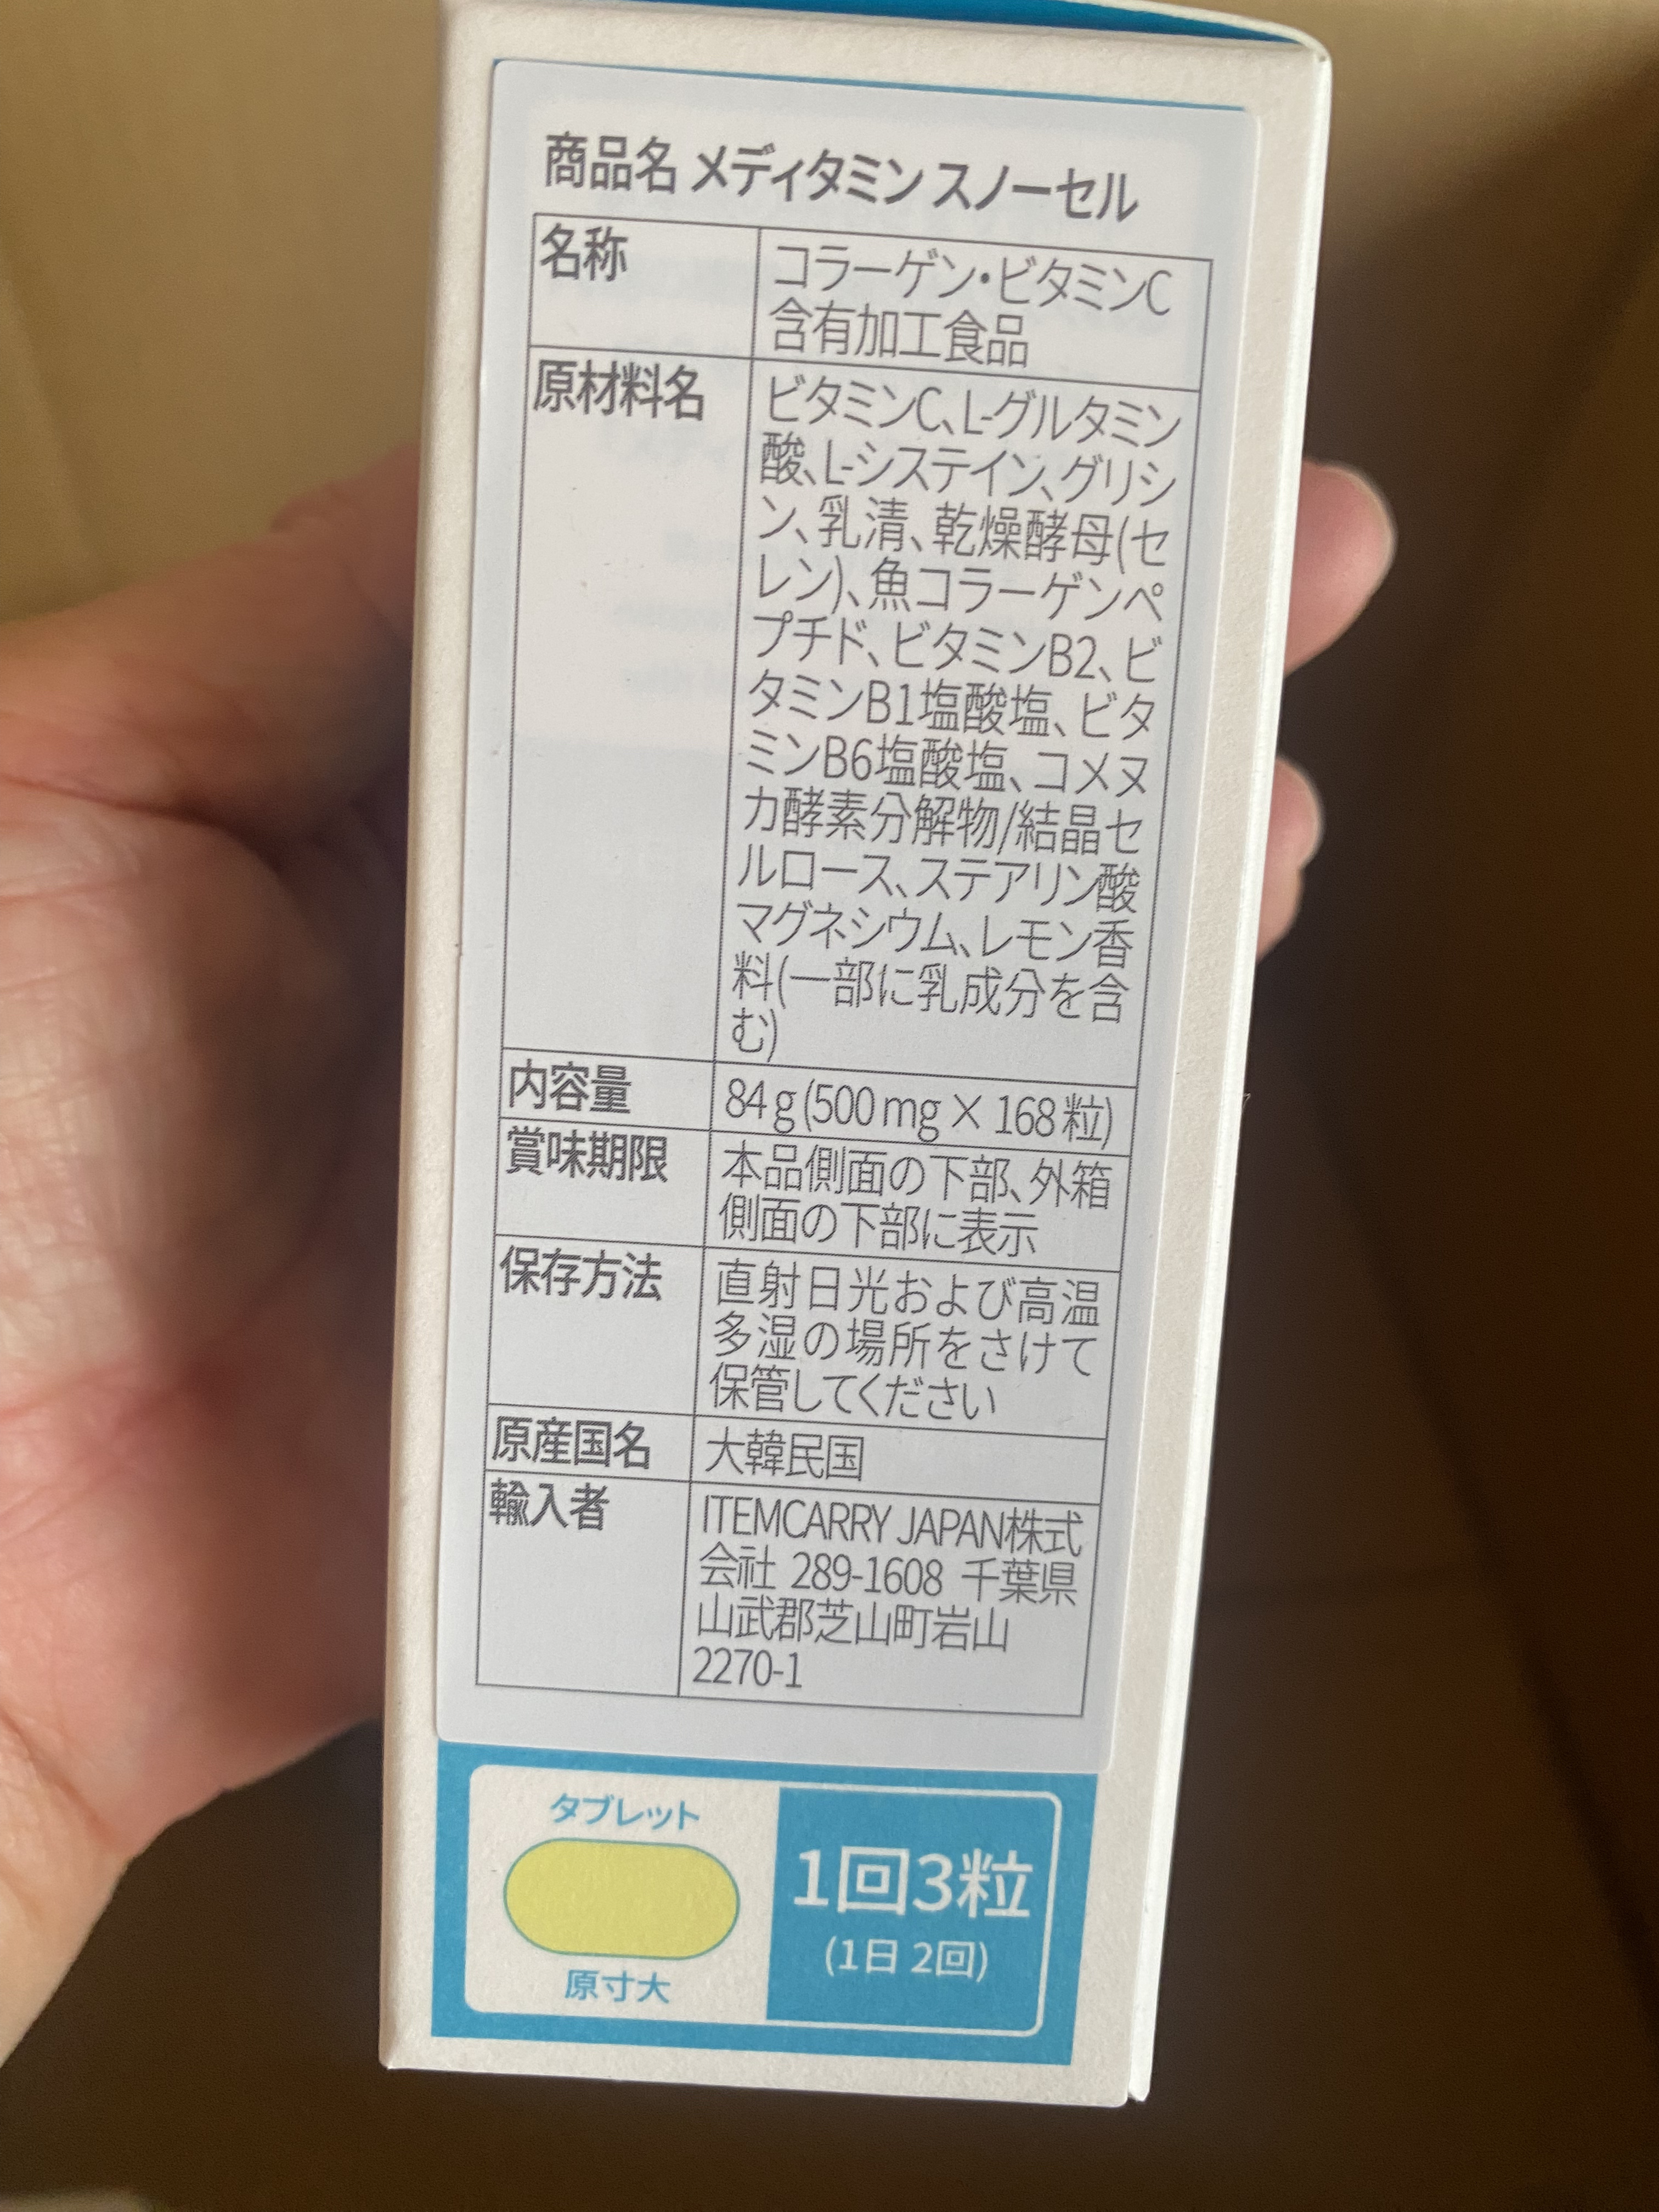 商品名 メディタミン スノーセル
名称
コラーゲン・ビタミンC
含有加工食品
原材料名
ビタミンC、L-グルタミン
酸、L-システイン、グリシ
ン、乳清、乾燥酵母(セ
レン)、魚コラーゲンペ
プチド、ビタミンB2、ビ
タミンB1塩酸塩、ビタ
ミンB6塩酸塩、コメヌ
カ酵素分解物/結晶セ
ルロース、ステアリン酸
マグネシウム、レモン香
料(一部に乳成分を含
む)
内容量
84g(500mg×168粒)
賞味期限
本品側面の下部、外箱
側面の下部に表示
保存方法
直射日光および高温
多湿の場所をさけて
保管してください
原産国名
大韓民国
輸入者
ITEMCARRY JAPAN株式
会社 289-1608 千葉県
山武郡芝山町岩山
2270-1
タブレット
原寸大
1回3粒
(1日 2回)